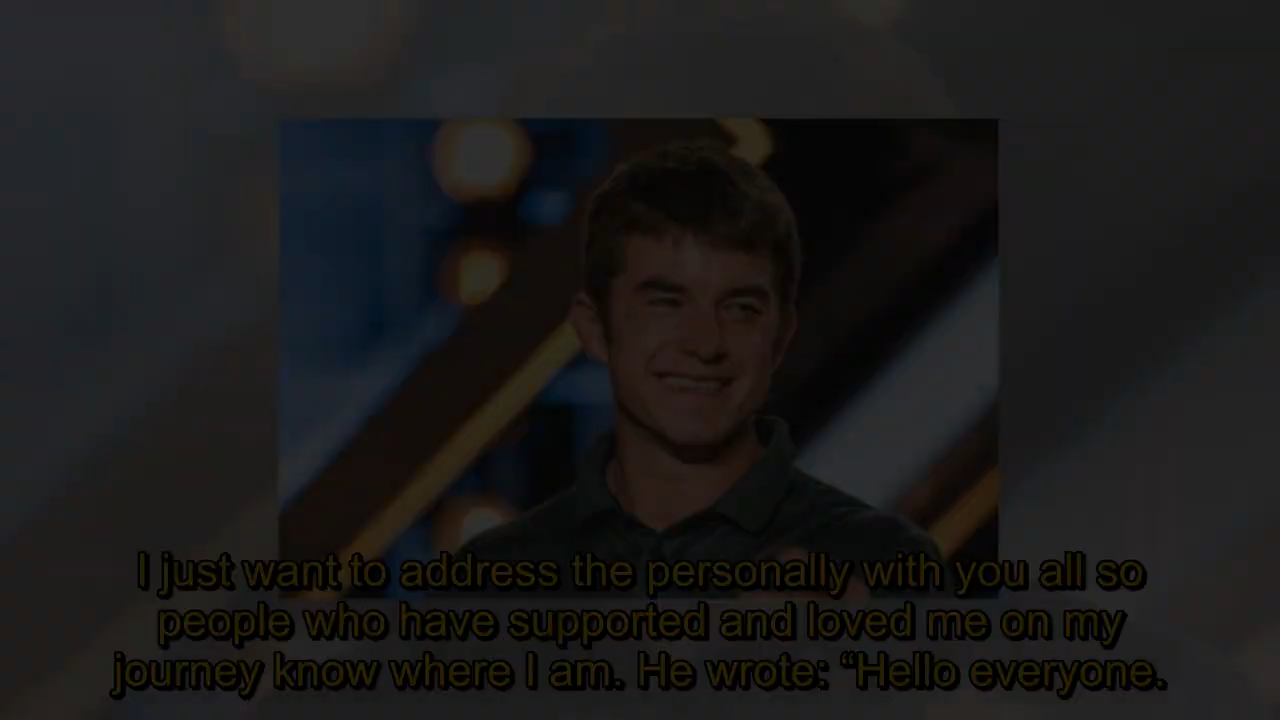 I just want to address the personally with you all so
people who have supported and loved me on my
journey know where I am. He wrote: “Hello everyone.